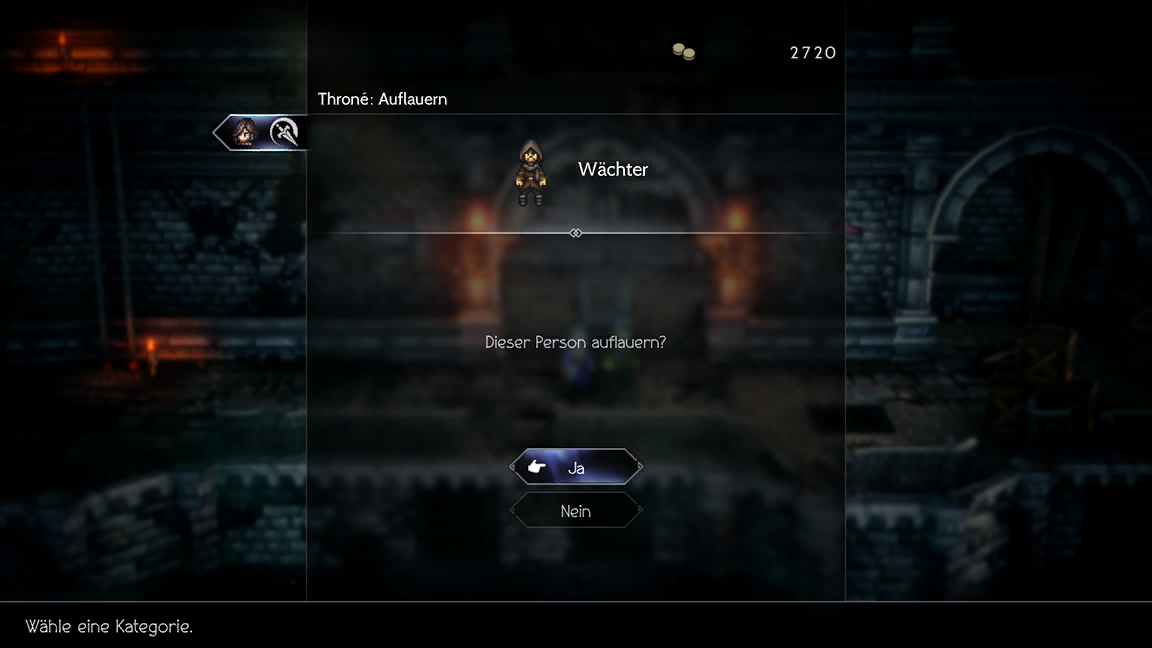 2720
Throné: Auflauern
Wächter
Dieser Person auflauern?
Ja
Nein
Wähle eine Kategorie.